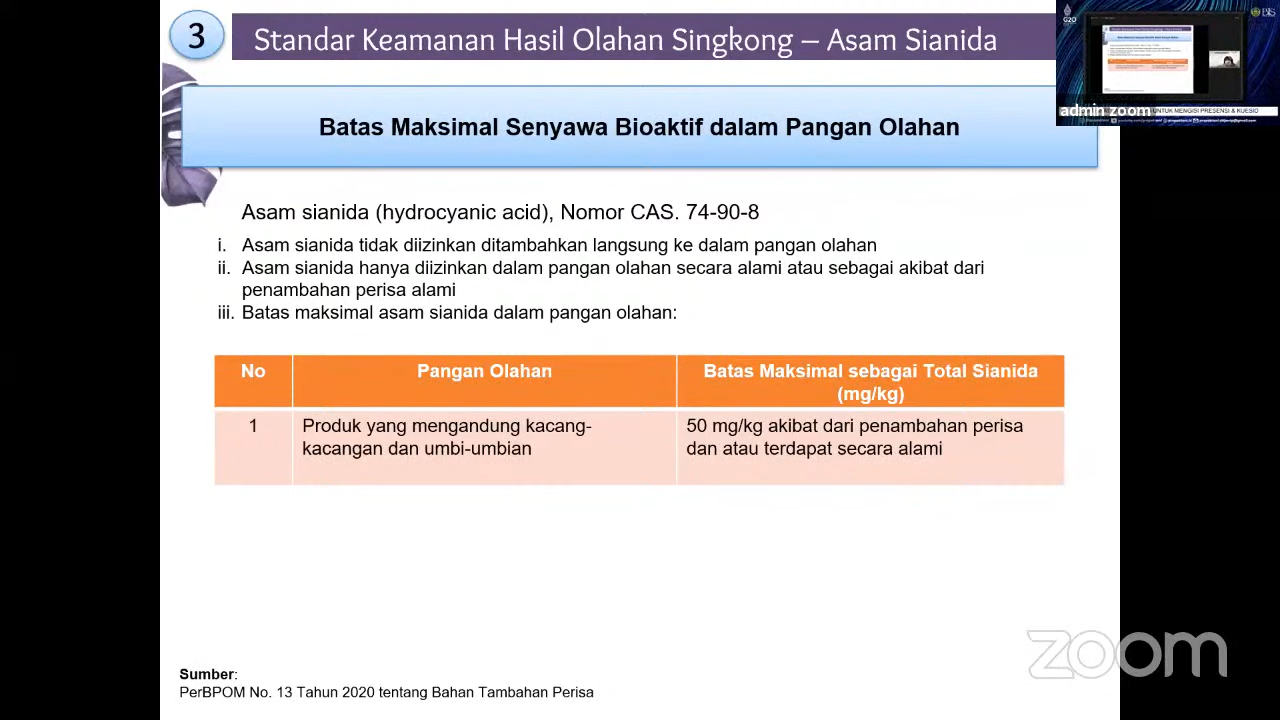 3
Standar Keamanan Hasil Olahan Singkong – Asam Sianida
Batas Maksimal Senyawa Bioaktif dalam Pangan Olahan
Asam sianida (hydrocyanic acid), Nomor CAS. 74-90-8
i. Asam sianida tidak diizinkan ditambahkan langsung ke dalam pangan olahan
ii. Asam sianida hanya diizinkan dalam pangan olahan secara alami atau sebagai akibat dari
penambahan perisa alami
iii. Batas maksimal asam sianida dalam pangan olahan:
No
Pangan Olahan
Batas Maksimal sebagai Total Sianida
(mg/kg)
1
Produk yang mengandung kacang-
kacangan dan umbi-umbian
50 mg/kg akibat dari penambahan perisa
dan atau terdapat secara alami
Sumber:
PerBPOM No. 13 Tahun 2020 tentang Bahan Tambahan Perisa
zoom
G20
admin zoom
UNTUK MENGISI PRESENSI & KUESIO